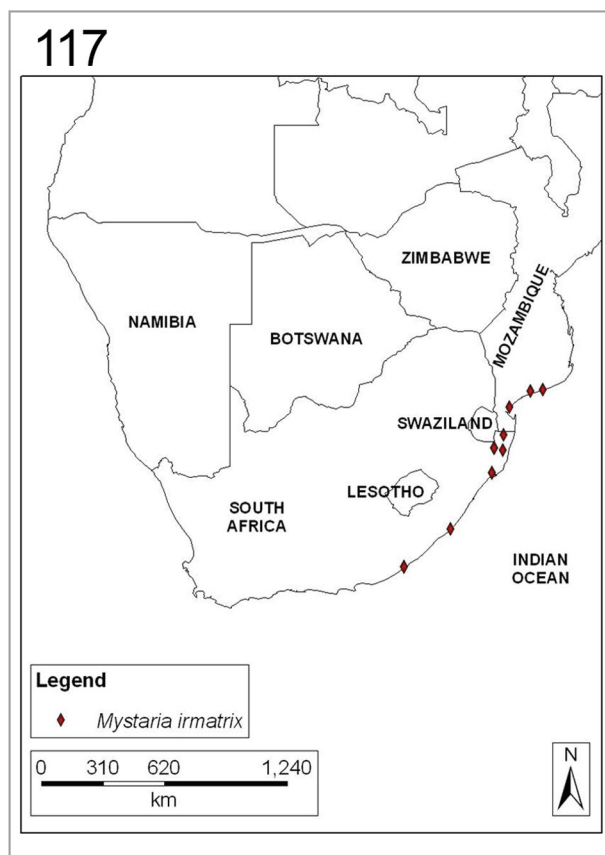 117
ZIMBABWE
MOZAMBIQUE
NAMIBIA
BOTSWANA
SWAZILAND
LESOTHO
SOUTH
AFRICA
INDIAN
OCEAN
Legend
Mystaria irmatrix
0 310 620 1,240
km
N